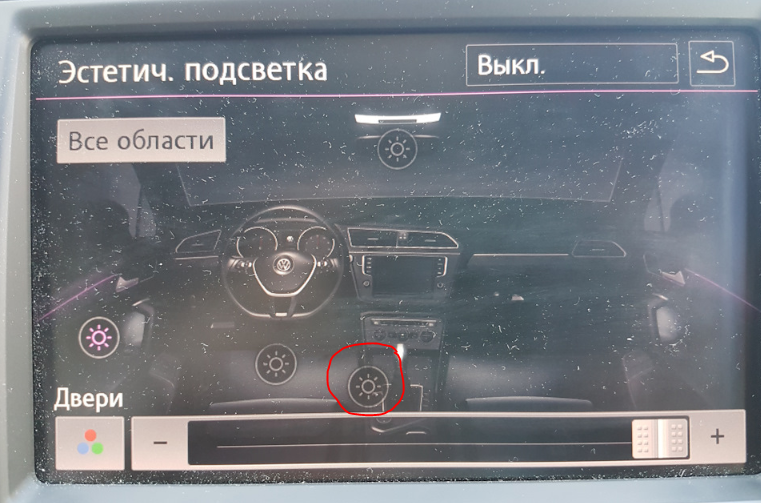 Эстетич. подсветка
Выкл.
Все области
Двери
− +